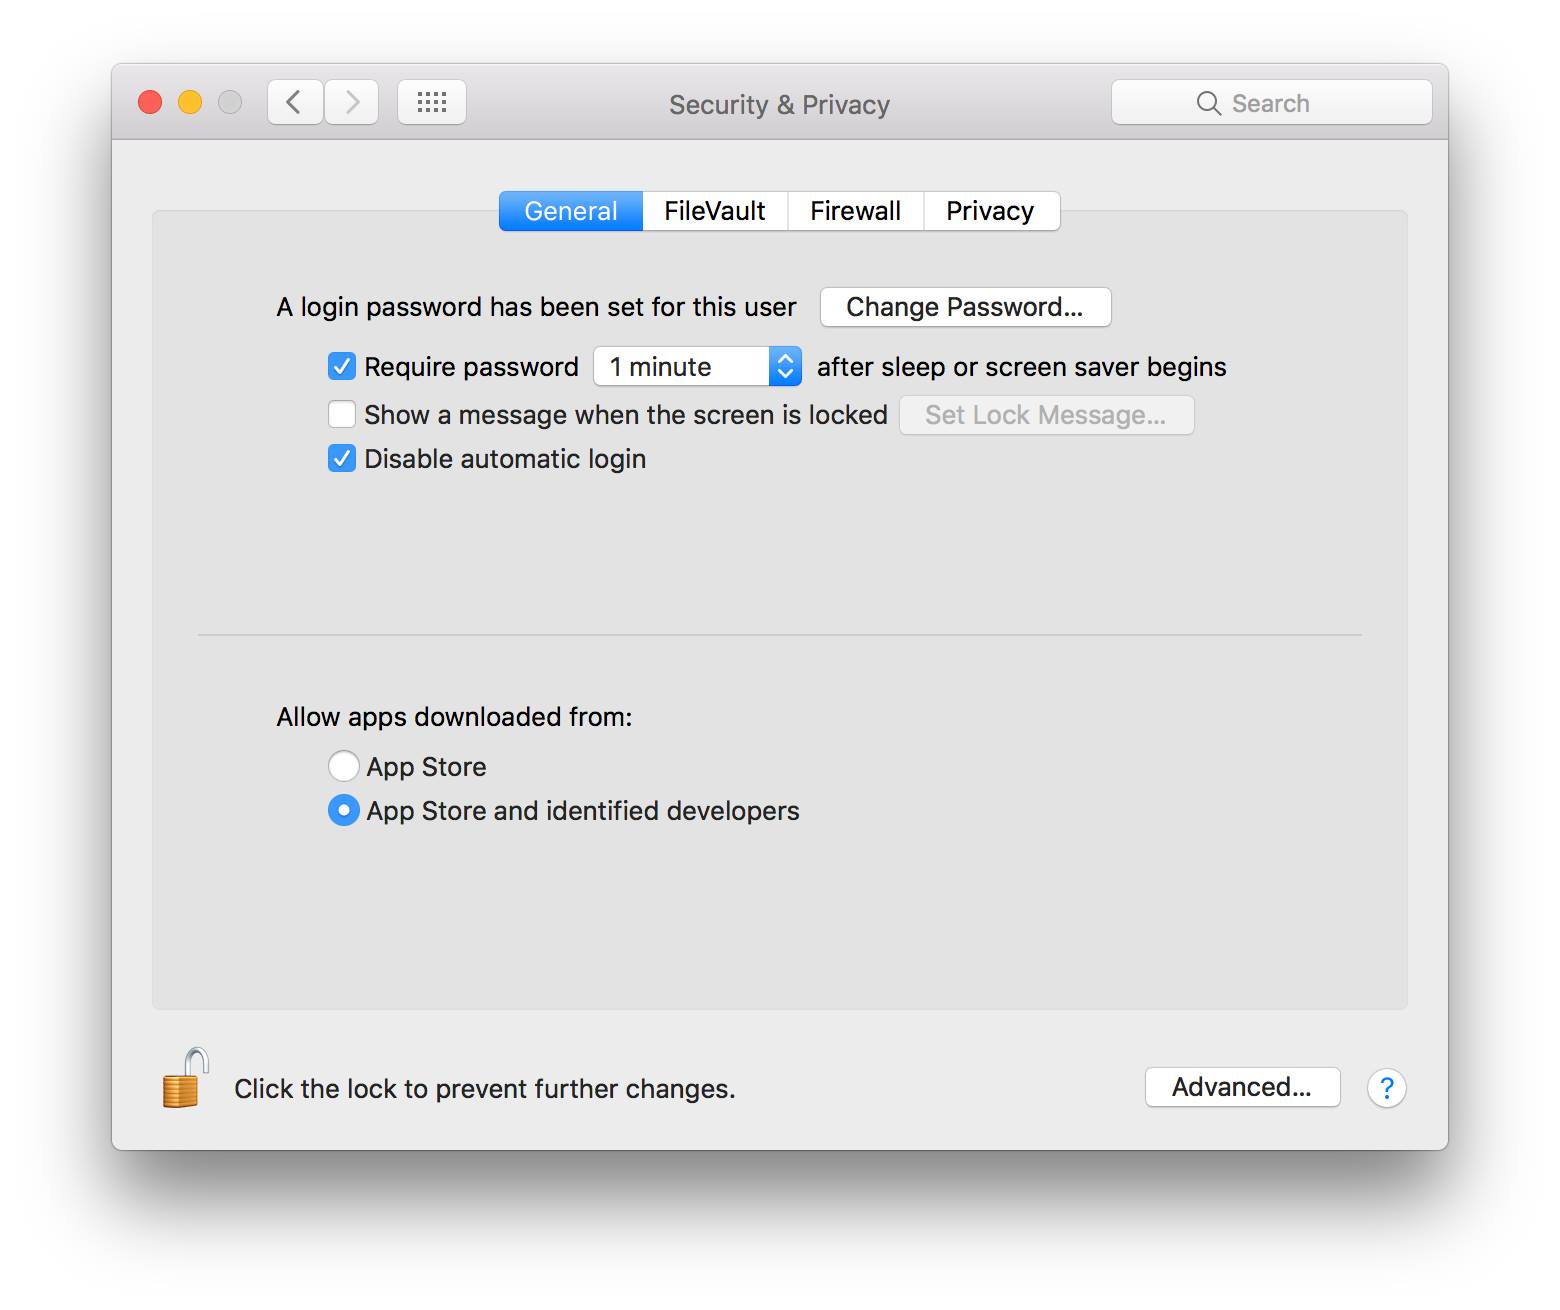 Security & Privacy
Search
General FileVault Firewall Privacy
A login password has been set for this user Change Password...
Require password 1 minute after sleep or screen saver begins
Show a message when the screen is locked Set Lock Message...
Disable automatic login
Allow apps downloaded from:
App Store
App Store and identified developers
Click the lock to prevent further changes.
Advanced... ?